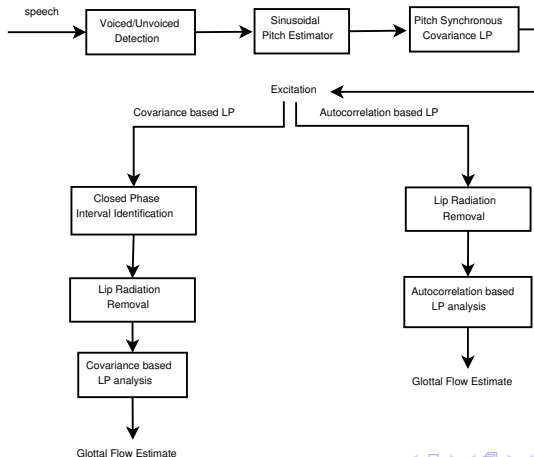 speech
Voiced/Unvoiced
Detection
Sinusoidal
Pitch Estimator
Pitch Synchronous
Covariance LP
Excitation
Covariance based LP
Autocorrelation based LP
Closed Phase
Interval Identification
Lip Radiation
Removal
Lip Radiation
Removal
Autocorrelation based
LP analysis
Covariance based
LP analysis
Glottal Flow Estimate
Glottal Flow Estimate